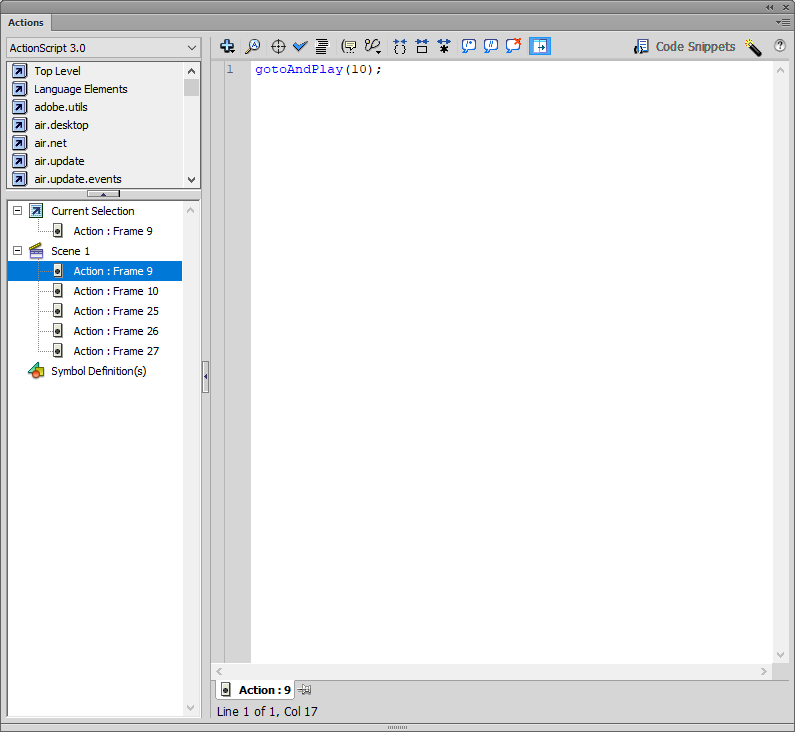 Actions
ActionScript 3.0
Top Level
Language Elements
adobe.utils
air.desktop
air.net
air.update
air.update.events
Current Selection
Action : Frame 9
Scene 1
Action : Frame 9
Action : Frame 10
Action : Frame 25
Action : Frame 26
Action : Frame 27
Symbol Definition(s)
Code Snippets
1 gotoAndPlay(10);
Action : 9
Line 1 of 1, Col 17